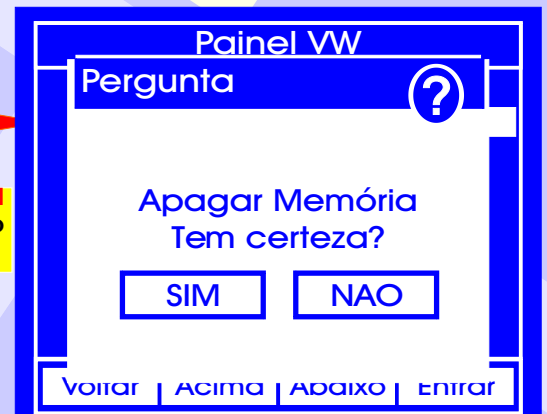 Painel VW
Pergunta
?
Apagar Memória
Tem certeza?
SIM NAO
Voltar Acima Abaixo Entrar